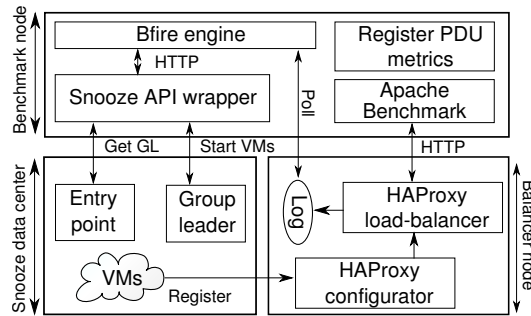 Benchmark node
Bfire engine
Register PDU
metrics
HTTP
Snooze API wrapper
Poll
Apache
Benchmark
Get GL
Start VMs
HTTP
Snooze data center
Entry
point
Group
leader
Log
HAProxy
load-balancer
Balancer node
VMs
Register
HAProxy
configurator